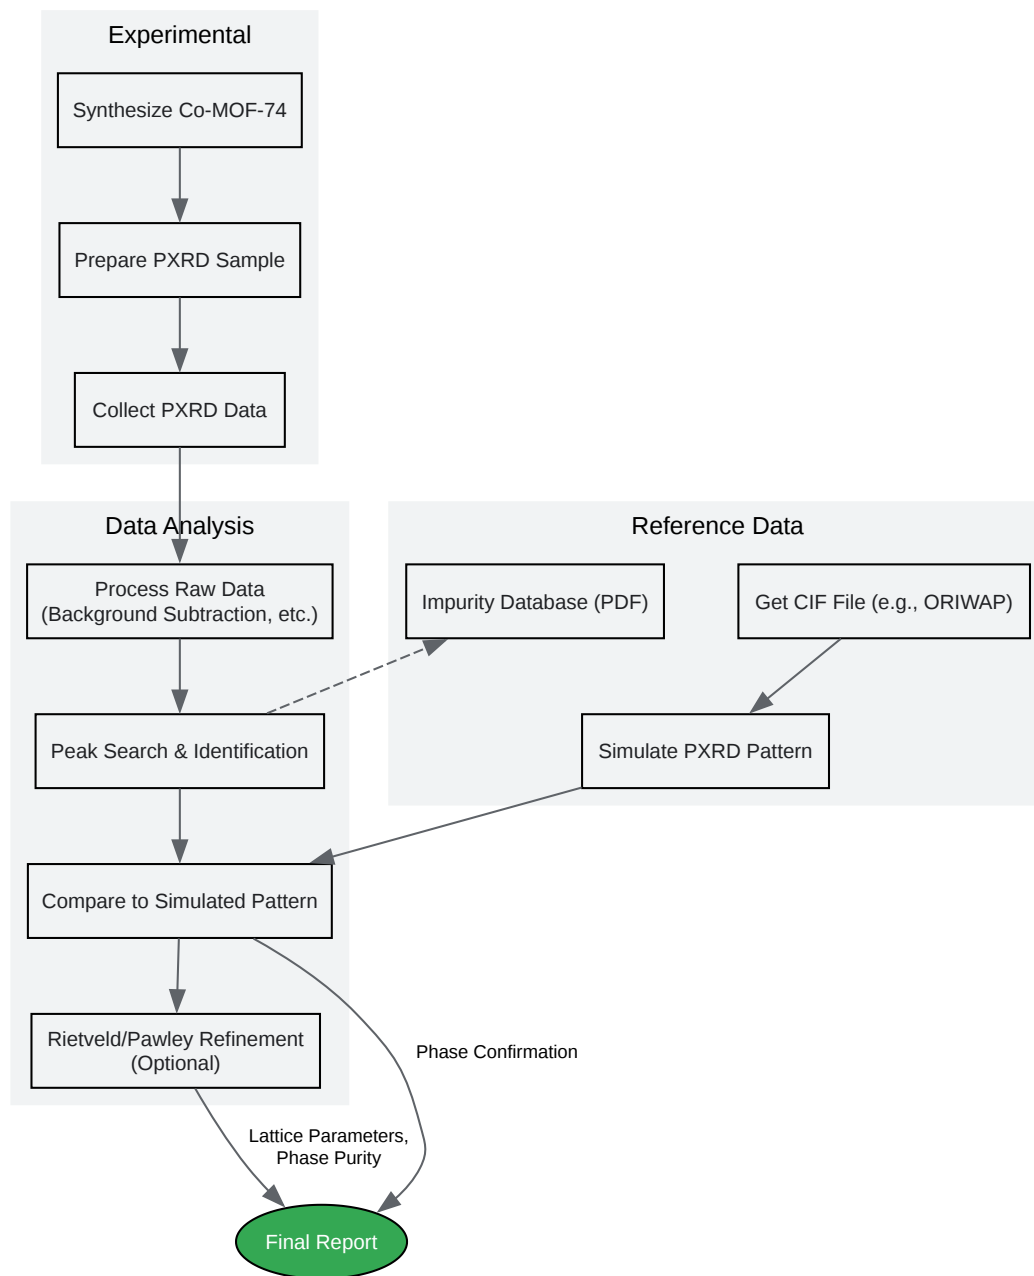 Experimental
Synthesize Co-MOF-74
Prepare PXRD Sample
Collect PXRD Data
Data Analysis
Process Raw Data
(Background Subtraction, etc.)
Peak Search & Identification
Compare to Simulated Pattern
Rietveld/Pawley Refinement
(Optional)
Reference Data
Impurity Database (PDF)
Get CIF File (e.g., ORIWAP)
Simulate PXRD Pattern
Phase Confirmation
Lattice Parameters,
Phase Purity
Final Report